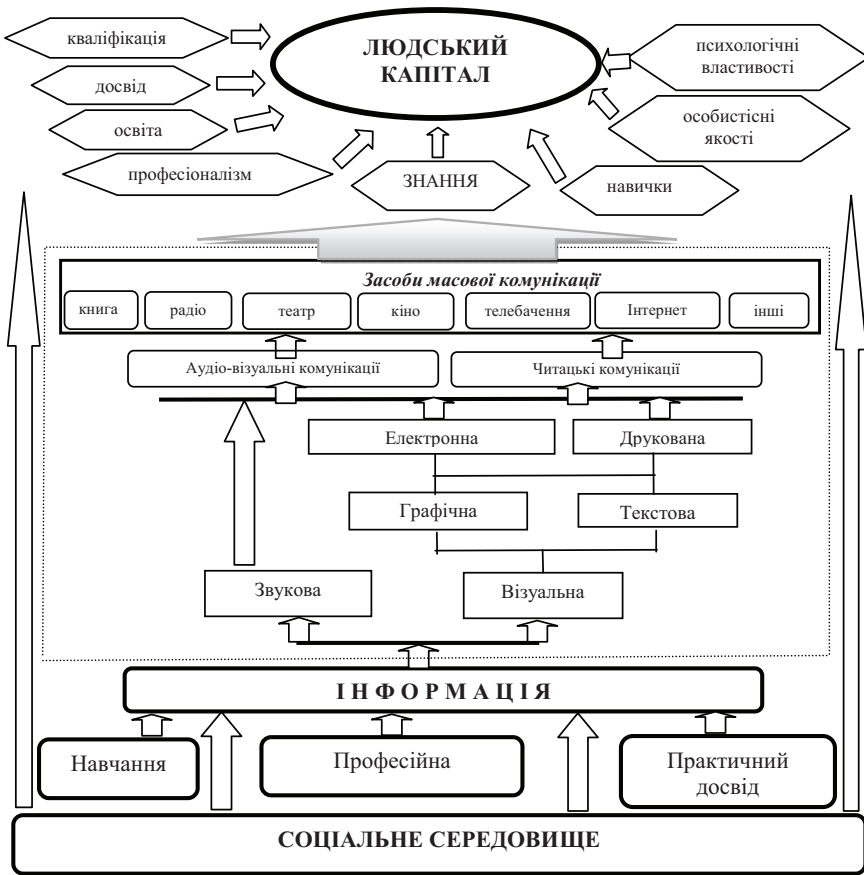 кваліфікація
ЛЮДСЬКИЙ
КАПІТАЛ
психологічні
властивості
досвід
особистісні
якості
освіта
професіоналізм
ЗНАННЯ
навички
Засоби масової комунікації
книга
радіо
театр
кіно
телебачення
Інтернет
інші
Аудіо-візуальні комунікації
Читацькі комунікації
Електронна
Друкована
Графічна
Текстова
Звукова
Візуальна
І Н Ф О Р М А Ц І Я
Навчання
Професійна
Практичний
досвід
СОЦІАЛЬНЕ СЕРЕДОВИЩЕ